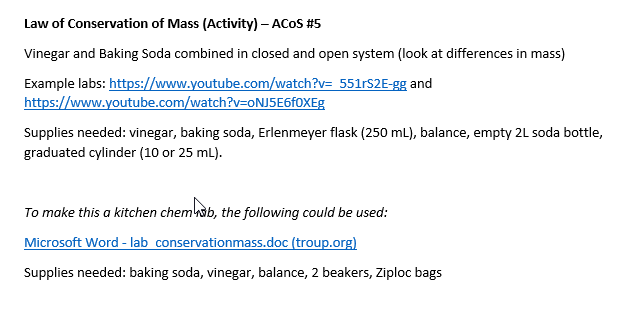 Law of Conservation of Mass (Activity) – ACoS #5
Vinegar and Baking Soda combined in closed and open system (look at differences in mass)
Example labs: https://www.youtube.com/watch?v=_551rS2E-gg and
https://www.youtube.com/watch?v=oNJ5E6f0XEg
Supplies needed: vinegar, baking soda, Erlenmeyer flask (250 mL), balance, empty 2L soda bottle,
graduated cylinder (10 or 25 mL).
To make this a kitchen chem lab, the following could be used:
Microsoft Word - lab_conservationmass.doc (troup.org)
Supplies needed: baking soda, vinegar, balance, 2 beakers, Ziploc bags